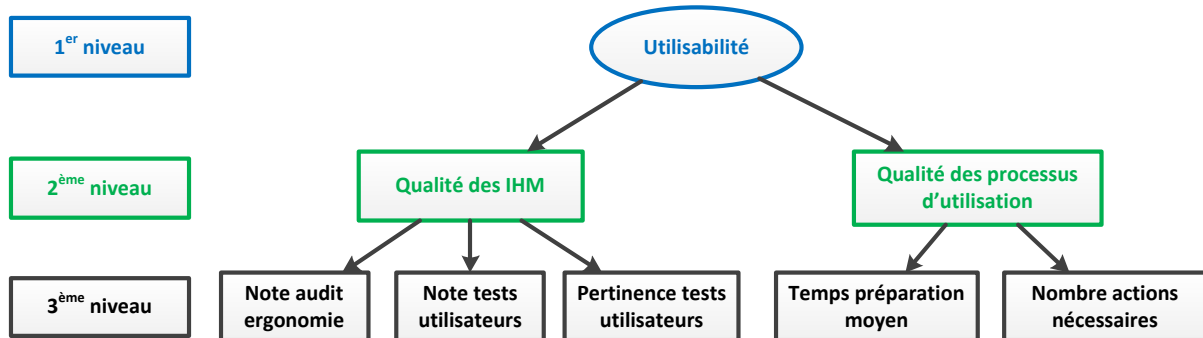 1er niveau
Utilisabilité
2ème niveau
Qualité des IHM
Qualité des processus
d’utilisation
3ème niveau
Note audit
ergonomie
Note tests
utilisateurs
Pertinence tests
utilisateurs
Temps préparation
moyen
Nombre actions
nécessaires